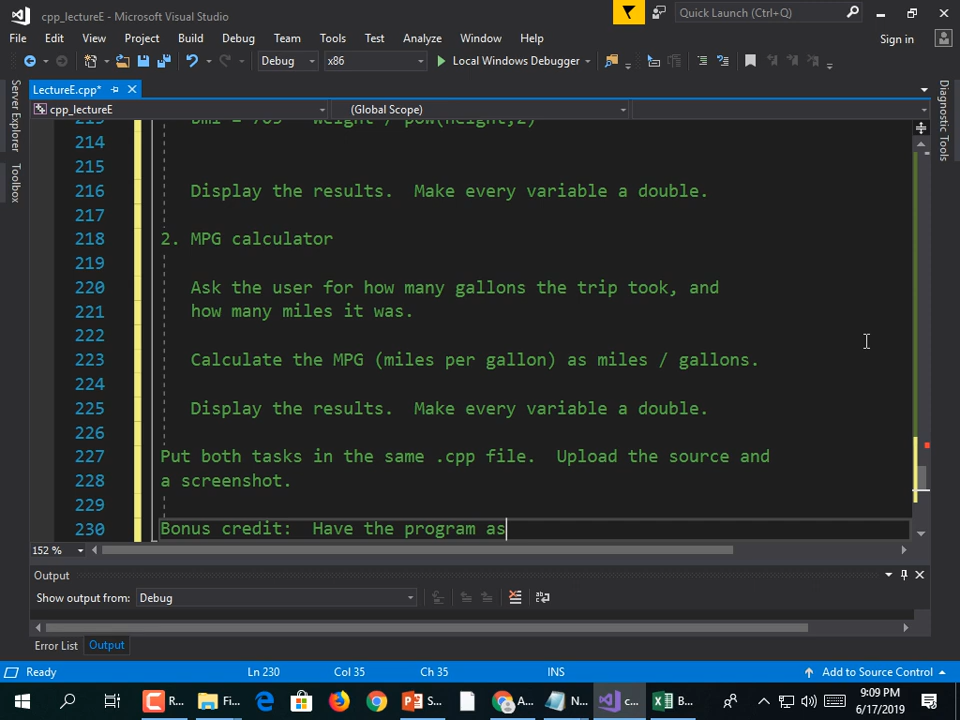 cpp_lectureE - Microsoft Visual Studio
Quick Launch (Ctrl+Q)
File Edit View Project Build Debug Team Tools Test Analyze Window Help
Sign in
Debug x86 Local Windows Debugger
LectureE.cpp*
cpp_lectureE (Global Scope)
Server Explorer
Toolbox
Diagnostic Tools
214
215
216 Display the results.  Make every variable a double.
217
218 2. MPG calculator
219
220 Ask the user for how many gallons the trip took, and
221 how many miles it was.
222
223 Calculate the MPG (miles per gallon) as miles / gallons.
224
225 Display the results.  Make every variable a double.
226
227 Put both tasks in the same .cpp file.  Upload the source and
228 a screenshot.
229
230 Bonus credit:  Have the program as
152 %
Output
Show output from: Debug
Error List Output
Ready Ln 230 Col 35 Ch 35 INS Add to Source Control
R... Fi... S... A... N... c... B...
9:09 PM
6/17/2019